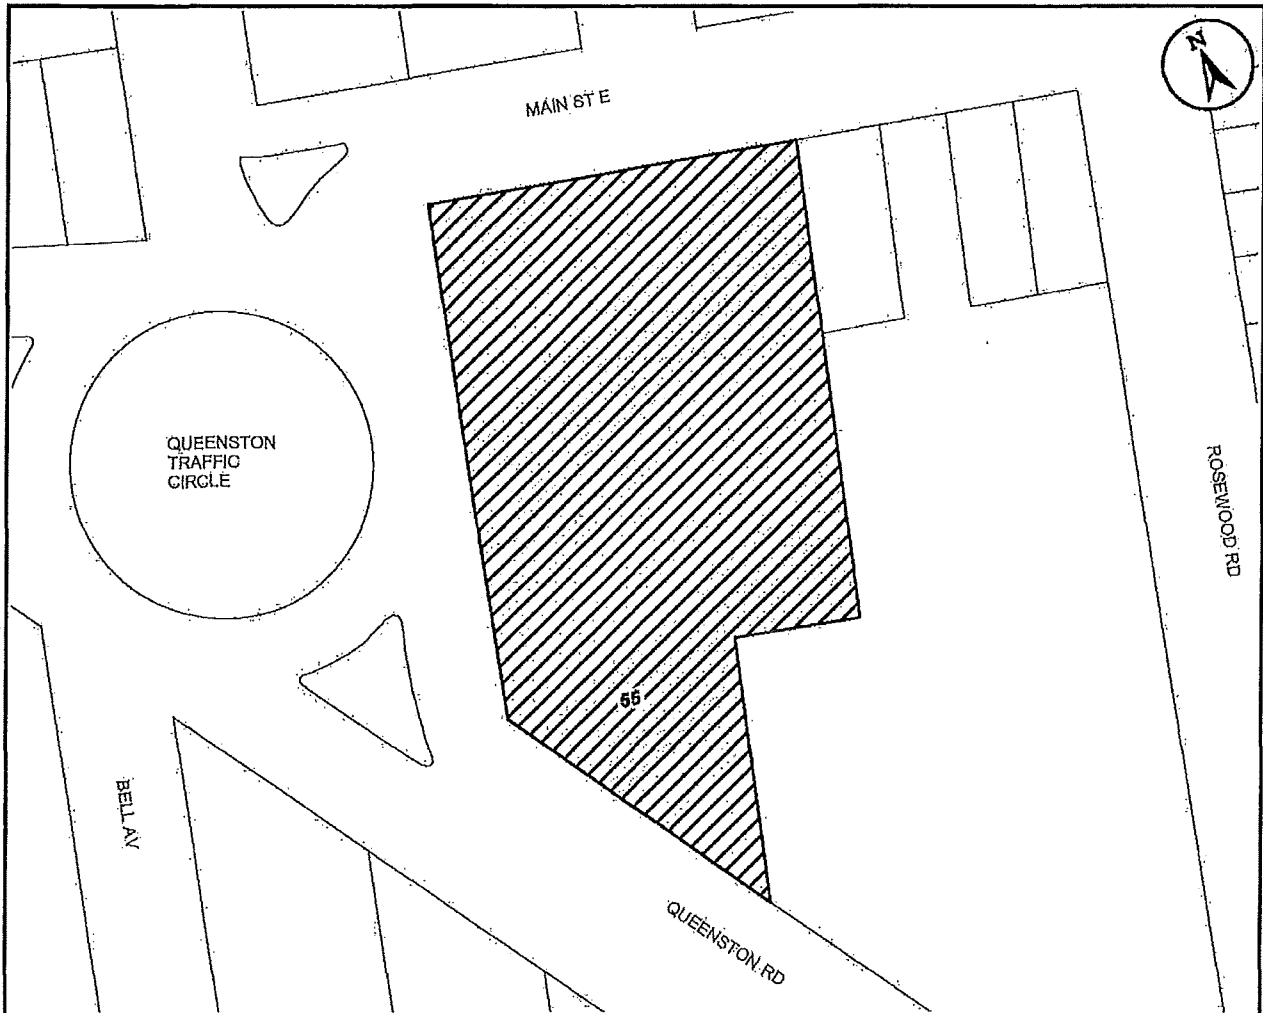 N
MAIN ST E
QUEENSTON
TRAFFIC
CIRCLE
ROSEWOOD RD
55
BELL AV
QUEENSTON RD